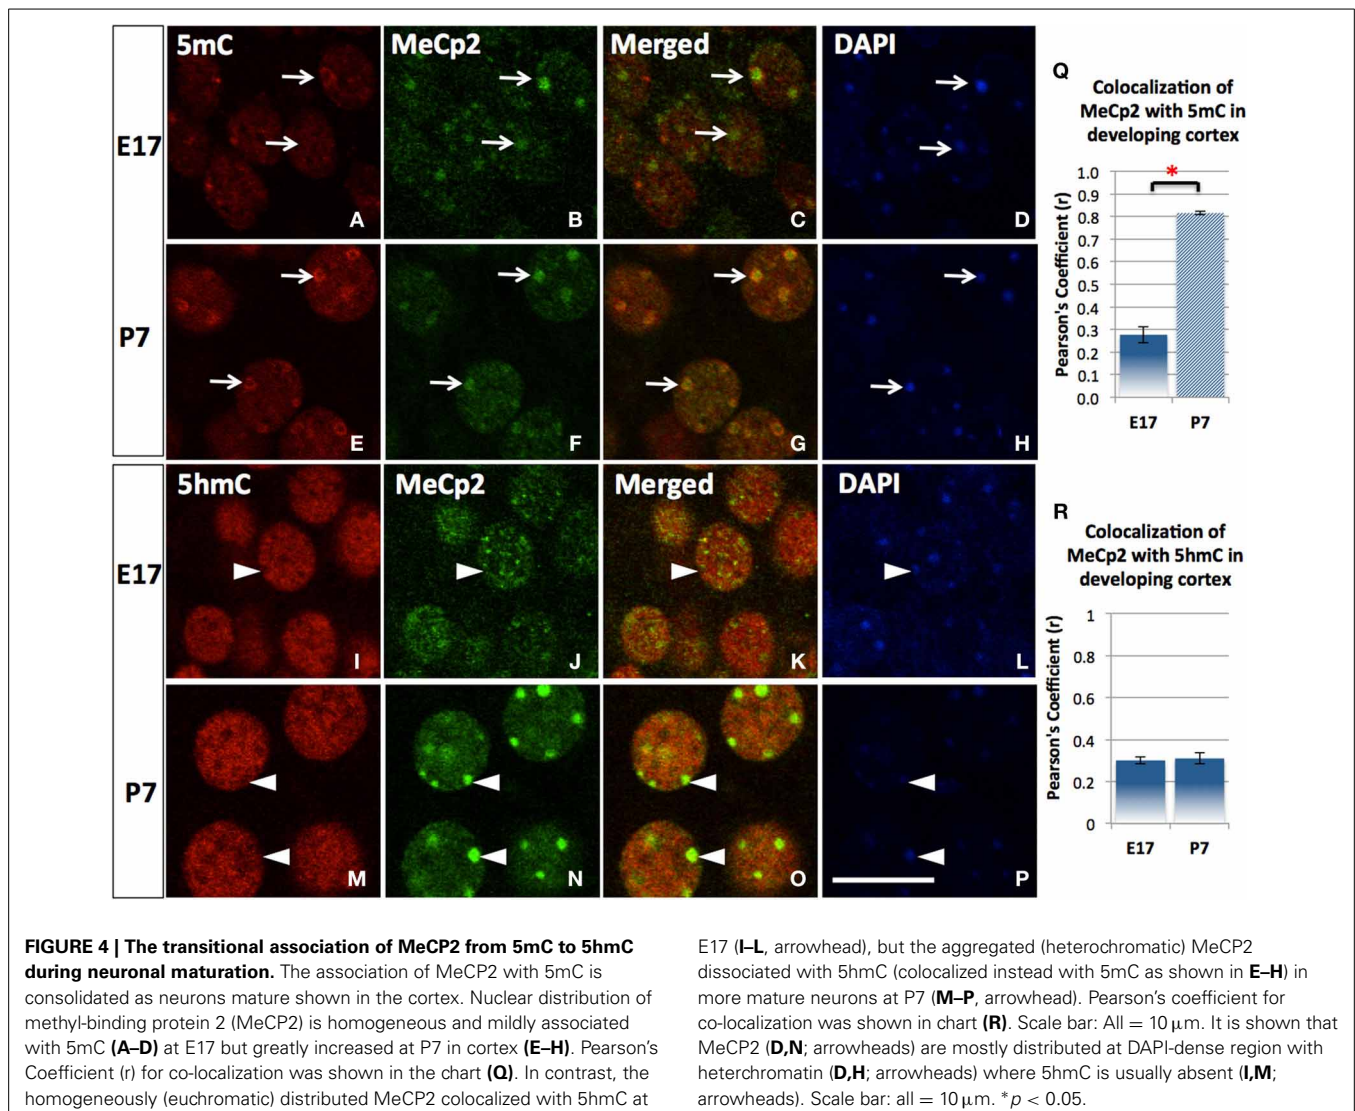 5mC MeCp2 Merged DAPI
E17
A B C D
P7
E F G H
5hmC MeCp2 Merged DAPI
E17
I J K L
P7
M N O P
Q
Colocalization of
MeCp2 with 5mC in
developing cortex
Pearson's Coefficient (r)
1.0
0.9
0.8
0.7
0.6
0.5
0.4
0.3
0.2
0.1
0.0
*
E17 P7
R
Colocalization of
MeCp2 with 5hmC in
developing cortex
Pearson's Coefficient (r)
1
0.8
0.6
0.4
0.2
0
E17 P7
FIGURE 4 | The transitional association of MeCP2 from 5mC to 5hmC
during neuronal maturation. The association of MeCP2 with 5mC is
consolidated as neurons mature shown in the cortex. Nuclear distribution of
methyl-binding protein 2 (MeCP2) is homogeneous and mildly associated
with 5mC (A–D) at E17 but greatly increased at P7 in cortex (E–H). Pearson's
Coefficient (r) for co-localization was shown in the chart (Q). In contrast, the
homogeneously (euchromatic) distributed MeCP2 colocalized with 5hmC at
E17 (I–L, arrowhead), but the aggregated (heterochromatic) MeCP2
dissociated with 5hmC (colocalized instead with 5mC as shown in E–H) in
more mature neurons at P7 (M–P, arrowhead). Pearson's coefficient for
co-localization was shown in chart (R). Scale bar: All = 10 μm. It is shown that
MeCP2 (D,N; arrowheads) are mostly distributed at DAPI-dense region with
heterchromatin (D,H; arrowheads) where 5hmC is usually absent (I,M;
arrowheads). Scale bar: all = 10 μm. *p < 0.05.